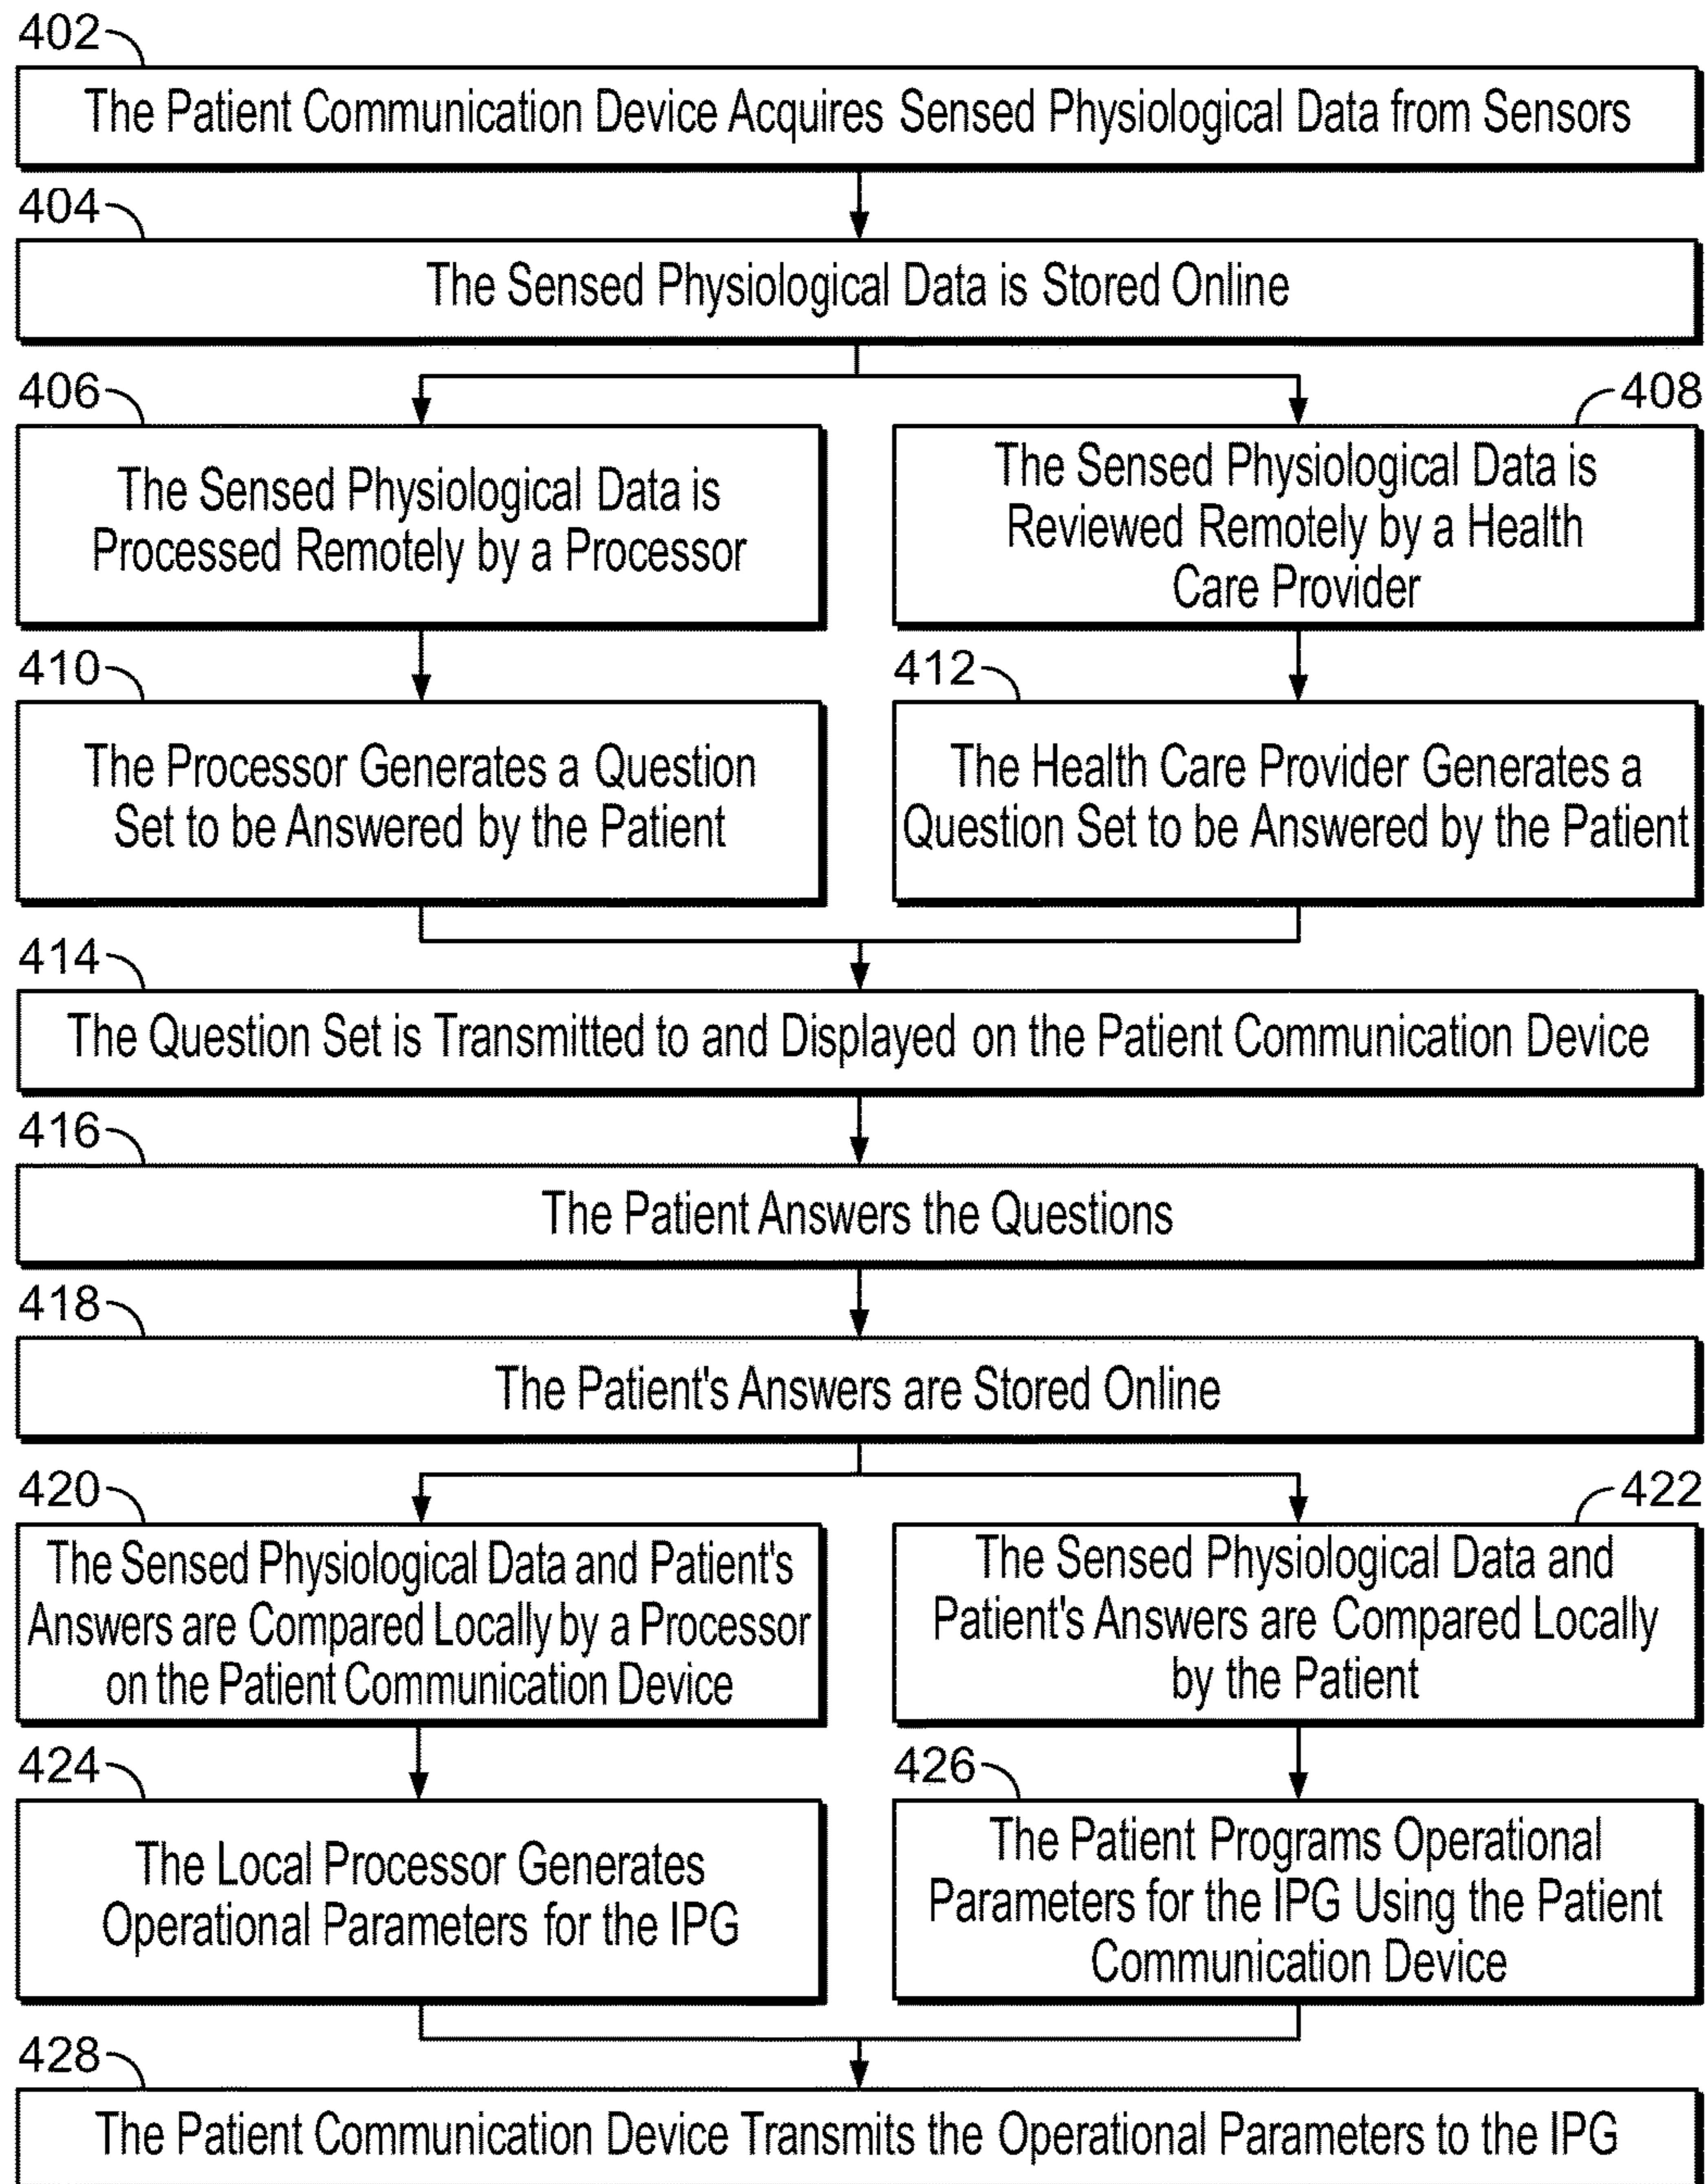 402
The Patient Communication Device Acquires Sensed Physiological Data from Sensors
404
The Sensed Physiological Data is Stored Online
406
The Sensed Physiological Data is
Processed Remotely by a Processor
408
The Sensed Physiological Data is
Reviewed Remotely by a Health
Care Provider
410
The Processor Generates a Question
Set to be Answered by the Patient
412
The Health Care Provider Generates a
Question Set to be Answered by the Patient
414
The Question Set is Transmitted to and Displayed on the Patient Communication Device
416
The Patient Answers the Questions
418
The Patient's Answers are Stored Online
420
The Sensed Physiological Data and Patient's
Answers are Compared Locally by a Processor
on the Patient Communication Device
422
The Sensed Physiological Data and
Patient's Answers are Compared Locally
by the Patient
424
The Local Processor Generates
Operational Parameters for the IPG
426
The Patient Programs Operational
Parameters for the IPG Using the Patient
Communication Device
428
The Patient Communication Device Transmits the Operational Parameters to the IPG